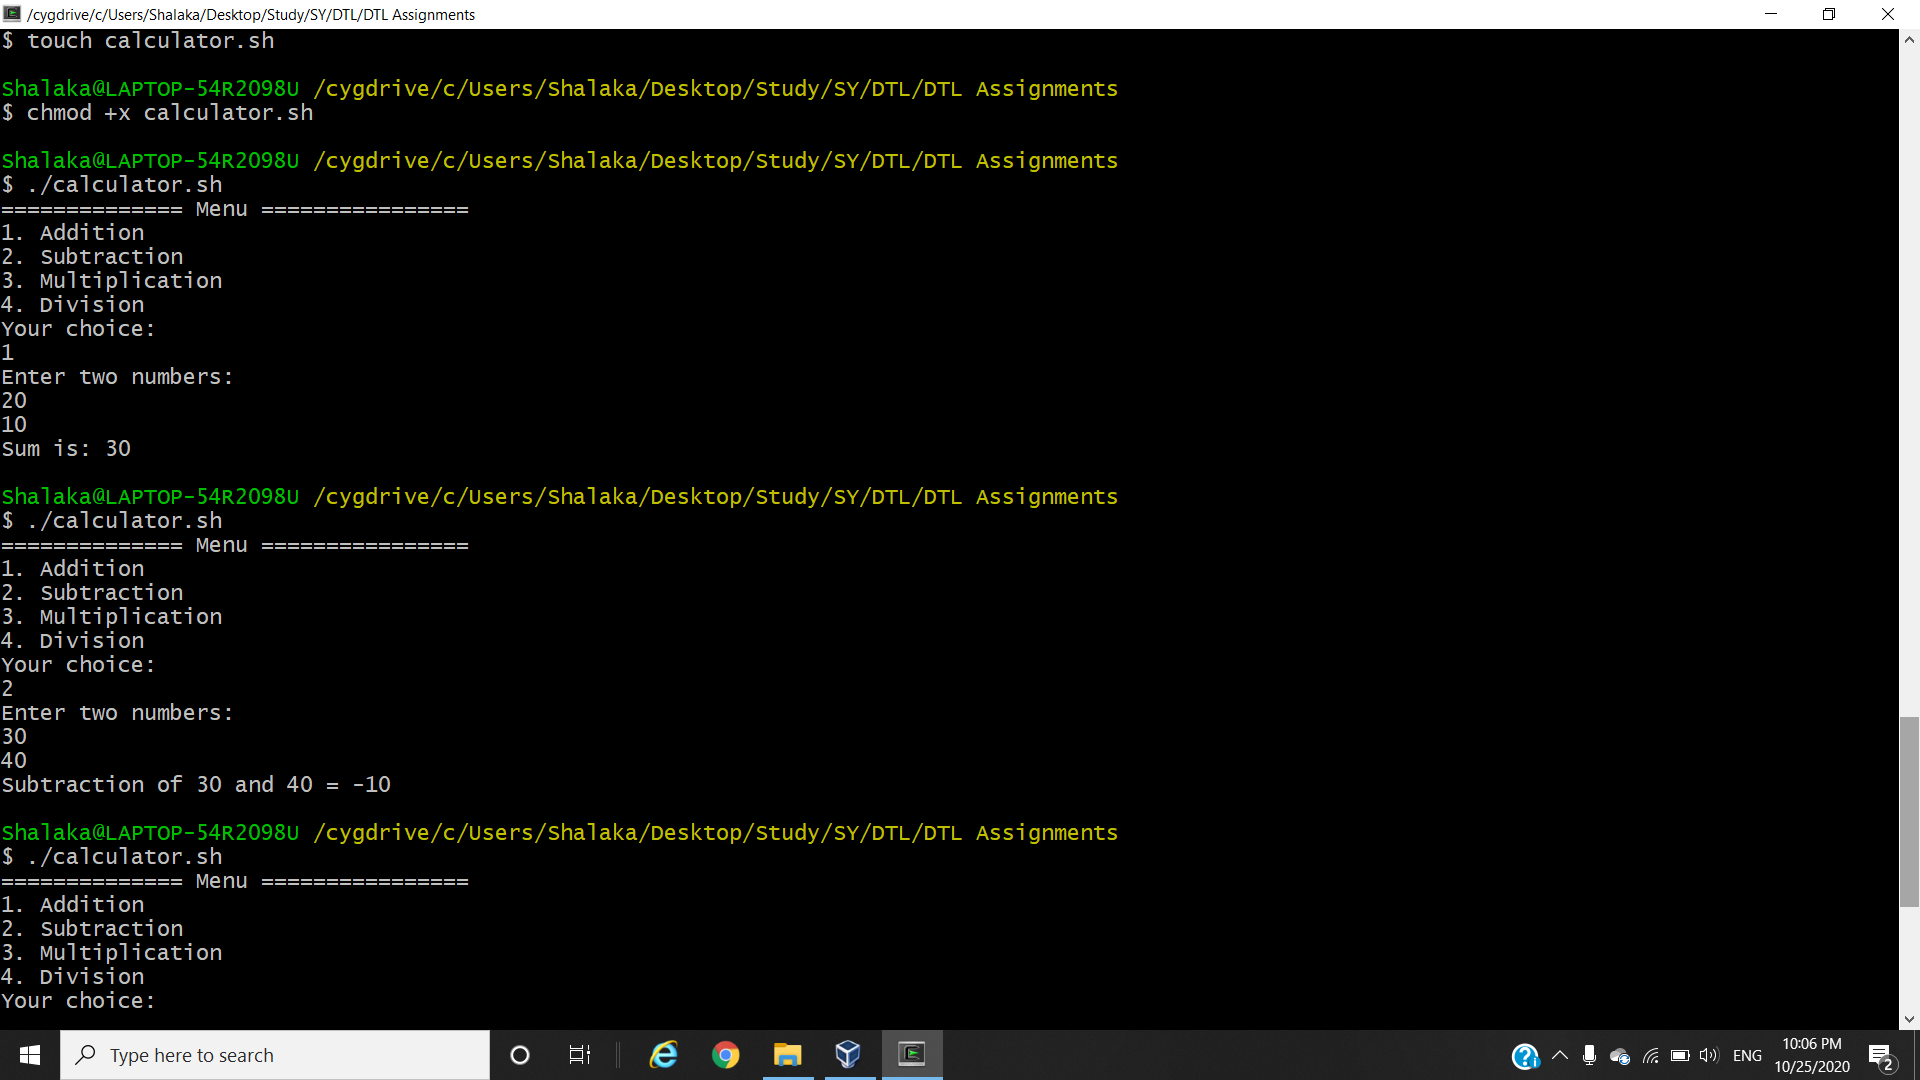 /cygdrive/c/Users/Shalaka/Desktop/Study/SY/DTL/DTL Assignments
$ touch calculator.sh
Shalaka@LAPTOP-54R2098U /cygdrive/c/Users/Shalaka/Desktop/Study/SY/DTL/DTL Assignments
$ chmod +x calculator.sh
Shalaka@LAPTOP-54R2098U /cygdrive/c/Users/Shalaka/Desktop/Study/SY/DTL/DTL Assignments
$ ./calculator.sh
============== Menu ================
1. Addition
2. Subtraction
3. Multiplication
4. Division
Your choice:
1
Enter two numbers:
20
10
Sum is: 30
Shalaka@LAPTOP-54R2098U /cygdrive/c/Users/Shalaka/Desktop/Study/SY/DTL/DTL Assignments
$ ./calculator.sh
============== Menu ================
1. Addition
2. Subtraction
3. Multiplication
4. Division
Your choice:
2
Enter two numbers:
30
40
Subtraction of 30 and 40 = -10
Shalaka@LAPTOP-54R2098U /cygdrive/c/Users/Shalaka/Desktop/Study/SY/DTL/DTL Assignments
$ ./calculator.sh
============== Menu ================
1. Addition
2. Subtraction
3. Multiplication
4. Division
Your choice:
Type here to search
ENG
10:06 PM
10/25/2020
2